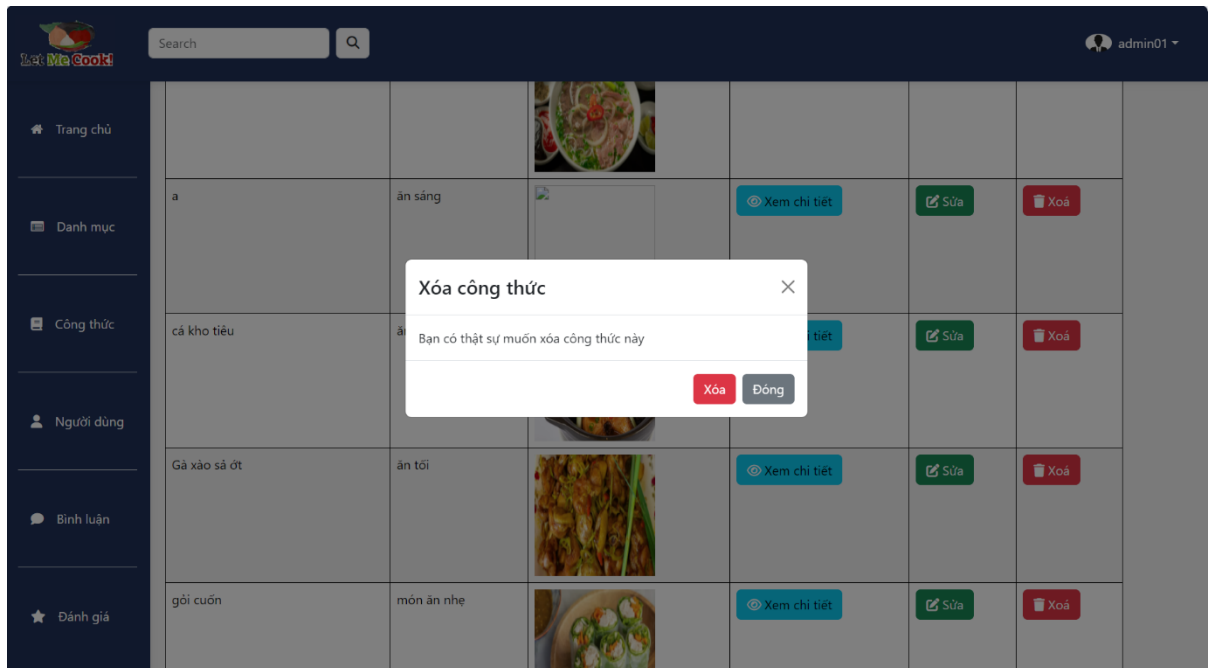 Let Me Cook!
Search
admin01
Trang chủ
Danh mục
Công thức
Người dùng
Bình luận
Đánh giá
a
ăn sáng
Xem chi tiết
Sửa
Xoá
Xóa công thức
Bạn có thật sự muốn xóa công thức này
Xóa
Đóng
cá kho tiêu
tiết
Sửa
Xoá
Gà xào sả ớt
ăn tối
Xem chi tiết
Sửa
Xoá
gỏi cuốn
món ăn nhẹ
Xem chi tiết
Sửa
Xoá